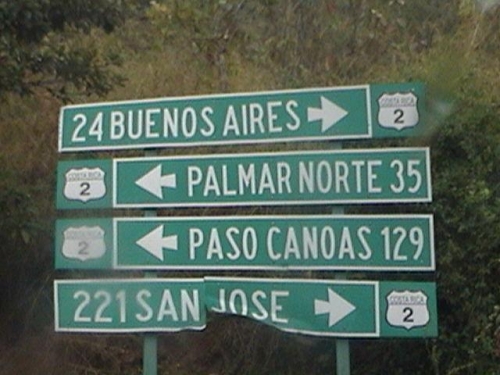 24 BUENOS AIRES COSTA RICA 2
COSTA RICA 2 PALMAR NORTE 35
COSTA RICA 2 PASO CANOAS 129
221 SAN JOSE COSTA RICA 2